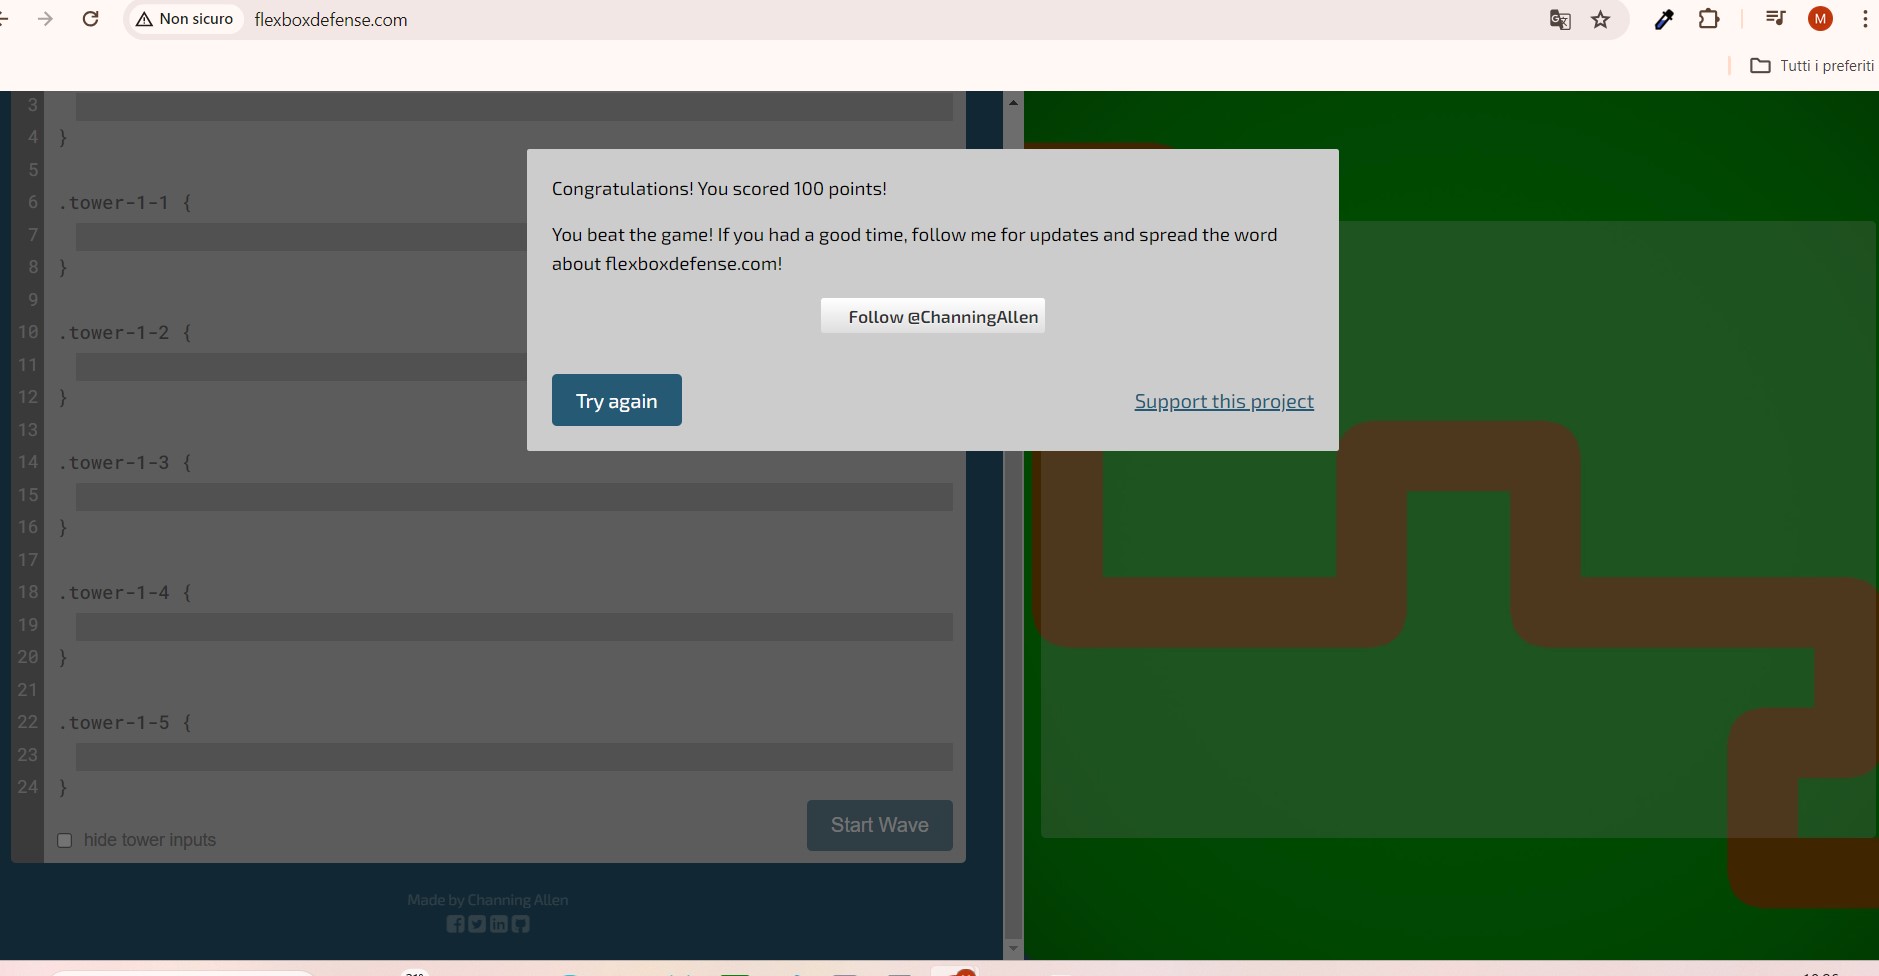 Non sicuro
flexboxdefense.com
M
Tutti i preferiti
3
4 }
5
6 .tower-1-1 {
7
8 }
9
10 .tower-1-2 {
11
12 }
13
14 .tower-1-3 {
15
16 }
17
18 .tower-1-4 {
19
20 }
21
22 .tower-1-5 {
23
24 }
hide tower inputs
Start Wave
Made by Channing Allen
Congratulations! You scored 100 points!
You beat the game! If you had a good time, follow me for updates and spread the word
about flexboxdefense.com!
Follow @ChanningAllen
Try again
Support this project